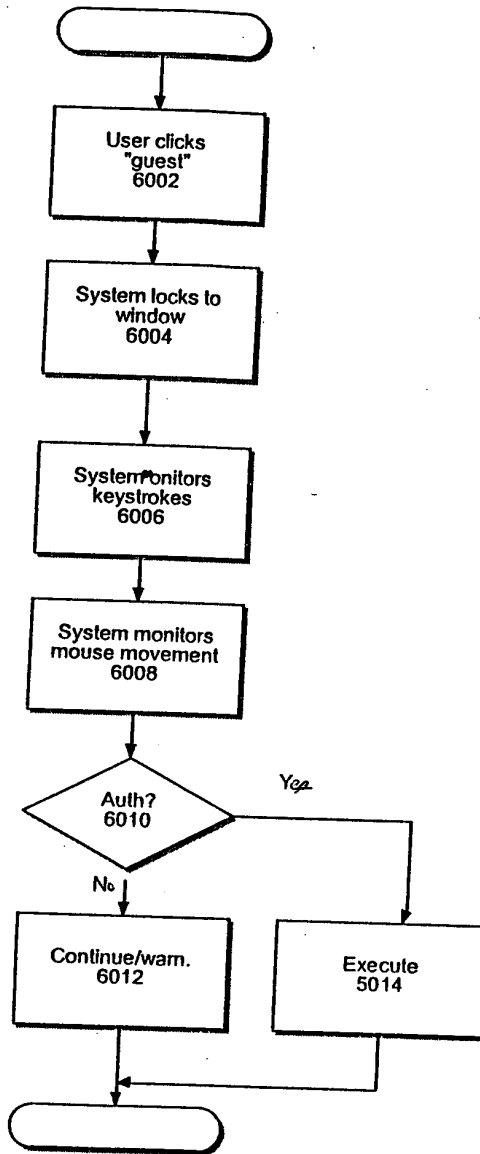 User clicks
"guest"
6002
System locks to
window
6004
System monitors
keystrokes
6006
System monitors
mouse movement
6008
Auth?
6010
Yes
No
Continue/warn.
6012
Execute
5014